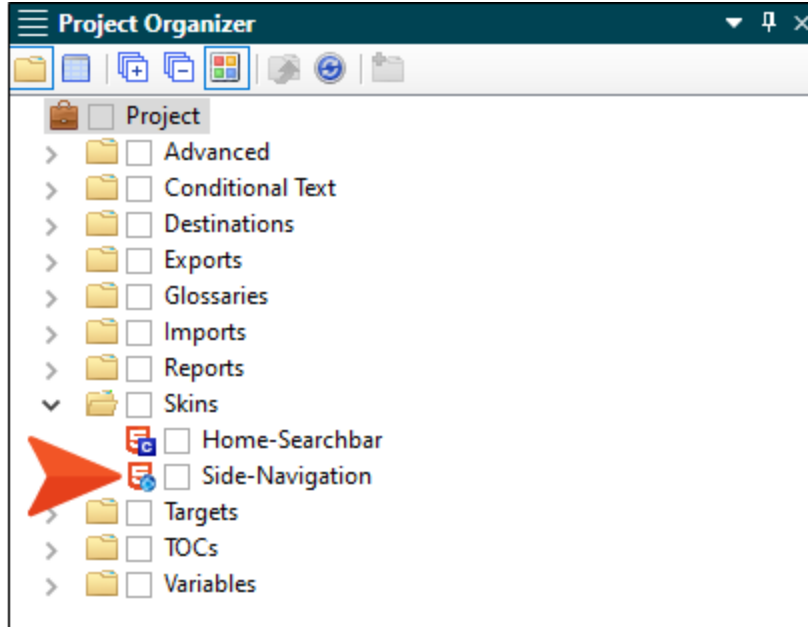 Project Organizer
Project
Advanced
Conditional Text
Destinations
Exports
Glossaries
Imports
Reports
Skins
C Home-Searchbar
Side-Navigation
Targets
TOCs
Variables